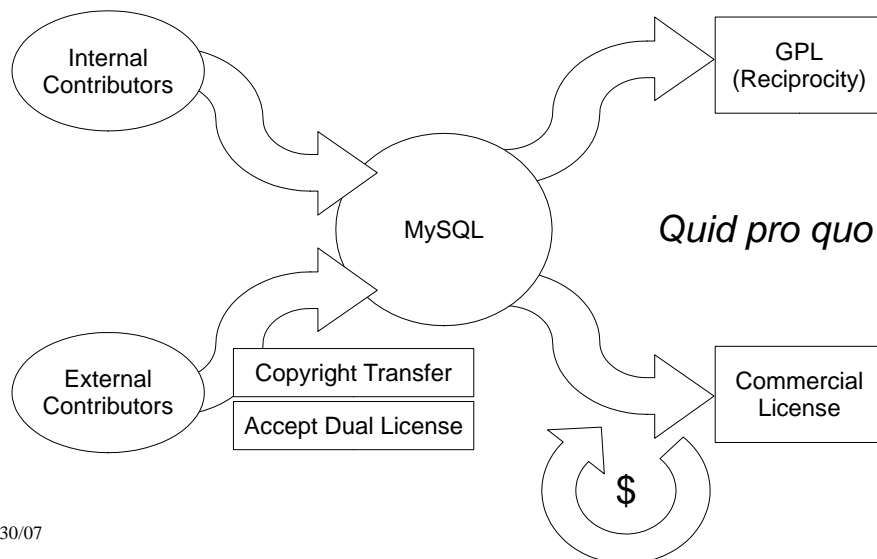 Internal
Contributors
GPL
(Reciprocity)
MySQL
Quid pro quo
External
Contributors
Copyright Transfer
Accept Dual License
Commercial
License
$
30/07